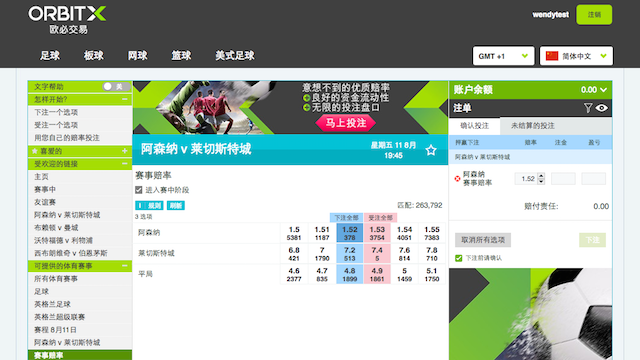 ORBITX
欧必交易
wendytest
注销
足球 板球 网球 篮球 美式足球
GMT +1
简体中文
文字帮助 关
怎样开始?
下注一个选项
受注一个选项
用您自己的赔率投注
喜爱的
受欢迎的链接
主页
赛事中
友谊赛
阿森纳 v 莱切斯特城
布赖顿 v 曼城
沃特福德 v 利物浦
西布朗维奇 v 伯恩茅斯
可提供的体育赛事
所有体育赛事
足球
英格兰足球
英格兰超级联赛
赛程 8月11日
阿森纳 v 莱切斯特城
赛事赔率
意想不到的优质赔率
良好的资金流动性
无限的投注盘口
马上投注
阿森纳 v 莱切斯特城
星期五 11 8月
19:45
赛事赔率
进入赛中阶段
规则 刷新
匹配: 263,792
3 选项
下注全部 受注全部
阿森纳 1.5 1.51 1.52 1.53 1.54 1.55
5381 1187 378 3754 4051 7383
莱切斯特城 6.8 7 7.2 7.4 7.6 7.8
421 1790 513 5 114 710
平局 4.6 4.7 4.8 4.9 5 5.1
2377 835 1899 1861 1459 1750
账户余额 0.00
注单
确认投注 未结算的投注
押赢下注 赔率 注金 盈亏
阿森纳 v 莱切斯特城
阿森纳
赛事赔率
1.52
赔付责任: 0.00
取消所有选项
下注
下注前请确认